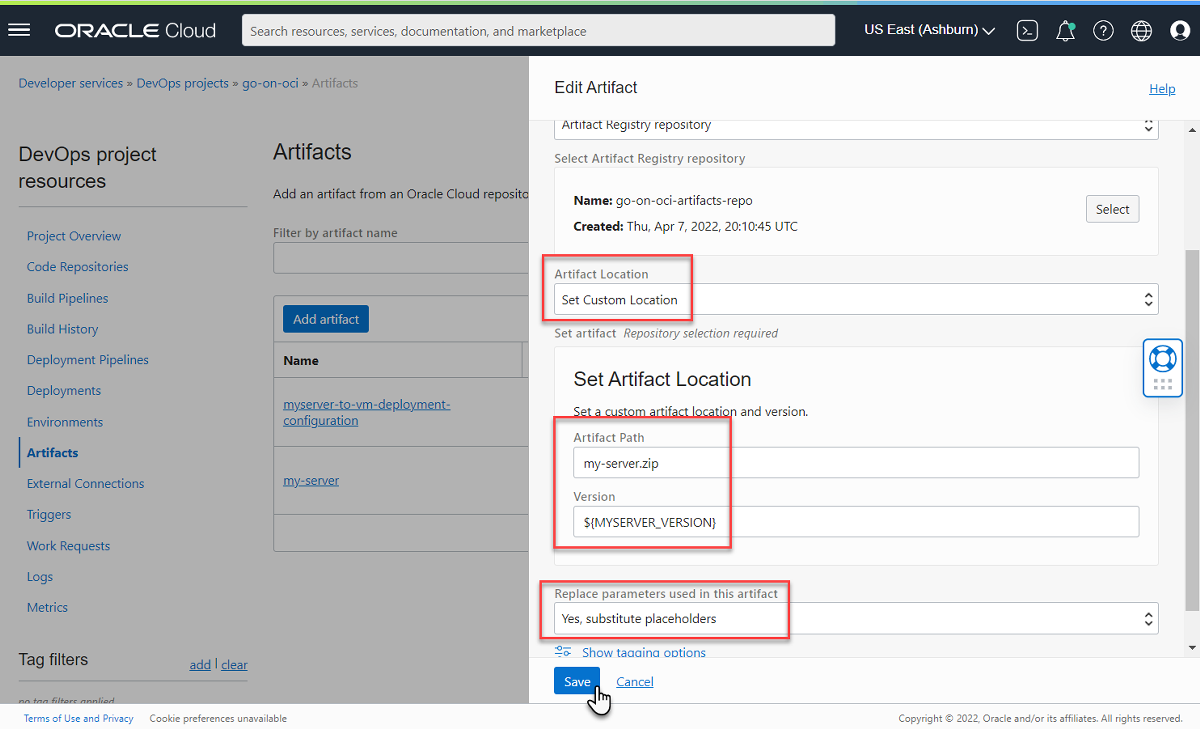 ORACLE Cloud
Search resources, services, documentation, and marketplace
US East (Ashburn)
Developer services » DevOps projects » go-on-oci » Artifacts
DevOps project
resources
Project Overview
Code Repositories
Build Pipelines
Build History
Deployment Pipelines
Deployments
Environments
Artifacts
External Connections
Triggers
Work Requests
Logs
Metrics
Tag filters
add | clear
no tag filters applied
Artifacts
Add an artifact from an Oracle Cloud reposito
Filter by artifact name
Add artifact
Name
myserver-to-vm-deployment-
configuration
my-server
Edit Artifact
Help
Artifact Registry repository
Select Artifact Registry repository
Name: go-on-oci-artifacts-repo
Created: Thu, Apr 7, 2022, 20:10:45 UTC
Select
Artifact Location
Set Custom Location
Set artifact Repository selection required
Set Artifact Location
Set a custom artifact location and version.
Artifact Path
my-server.zip
Version
${MYSERVER_VERSION}
Replace parameters used in this artifact
Yes, substitute placeholders
Show tagging options
Save
Cancel
Terms of Use and Privacy
Cookie preferences unavailable
Copyright © 2022, Oracle and/or its affiliates. All rights reserved.